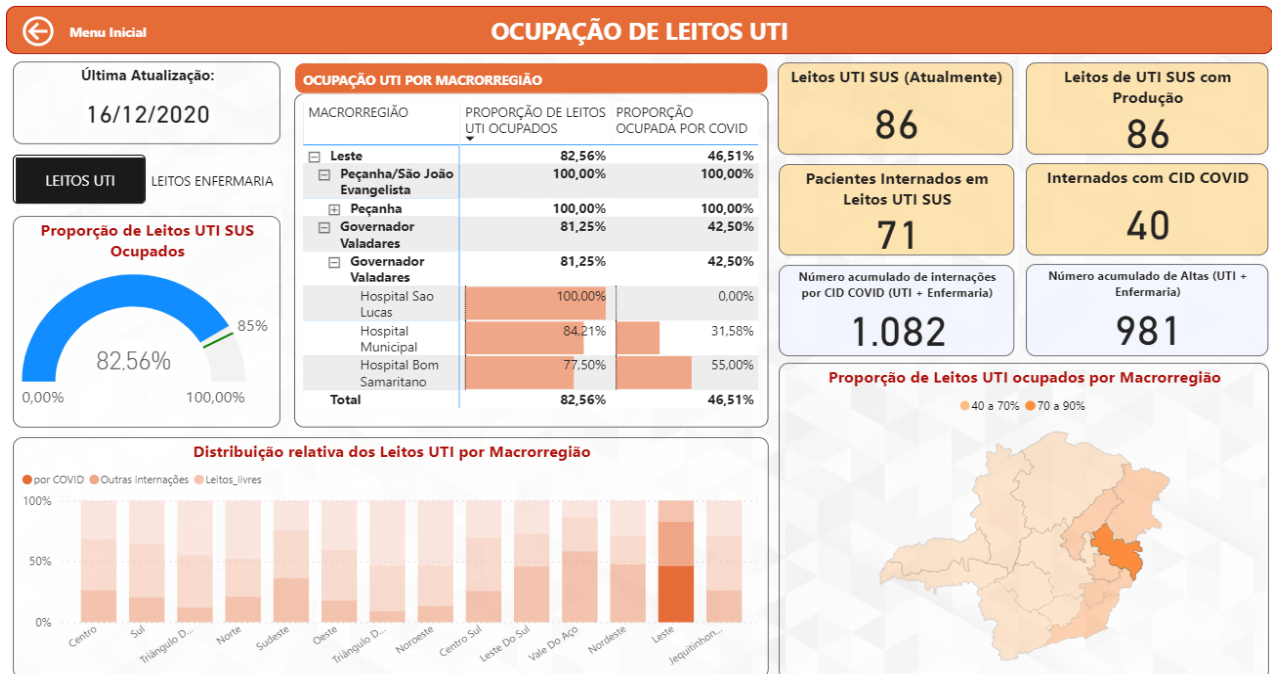 Menu Inicial
OCUPAÇÃO DE LEITOS UTI
Última Atualização:
16/12/2020
LEITOS UTI
LEITOS ENFERMARIA
Proporção de Leitos UTI SUS
Ocupados
85%
82,56%
0,00%
100,00%
OCUPAÇÃO UTI POR MACRORREGIÃO
MACRORREGIÃO PROPORÇÃO DE LEITOS PROPORÇÃO
UTI OCUPADOS OCUPADA POR COVID
Leste 82,56% 46,51%
Peçanha/São João 100,00% 100,00%
Evangelista
Peçanha 100,00% 100,00%
Governador 81,25% 42,50%
Valadares
Governador 81,25% 42,50%
Valadares
Hospital Sao 100,00% 0,00%
Lucas
Hospital 84,21% 31,58%
Municipal
Hospital Bom 77,50% 55,00%
Samaritano
Total 82,56% 46,51%
Leitos UTI SUS (Atualmente)
86
Leitos de UTI SUS com
Produção
86
Pacientes Internados em
Leitos UTI SUS
71
Internados com CID COVID
40
Número acumulado de internações
por CID COVID (UTI + Enfermaria)
1.082
Número acumulado de Altas (UTI +
Enfermaria)
981
Distribuição relativa dos Leitos UTI por Macrorregião
por COVID Outras internações Leitos_livres
100%
50%
0%
Centro
Sul
Triângulo D...
Norte
Sudeste
Oeste
Triângulo D...
Noroeste
Centro Sul
Leste Do Sul
Vale Do Aço
Nordeste
Leste
Jequitinhon...
Proporção de Leitos UTI ocupados por Macrorregião
40 a 70% 70 a 90%